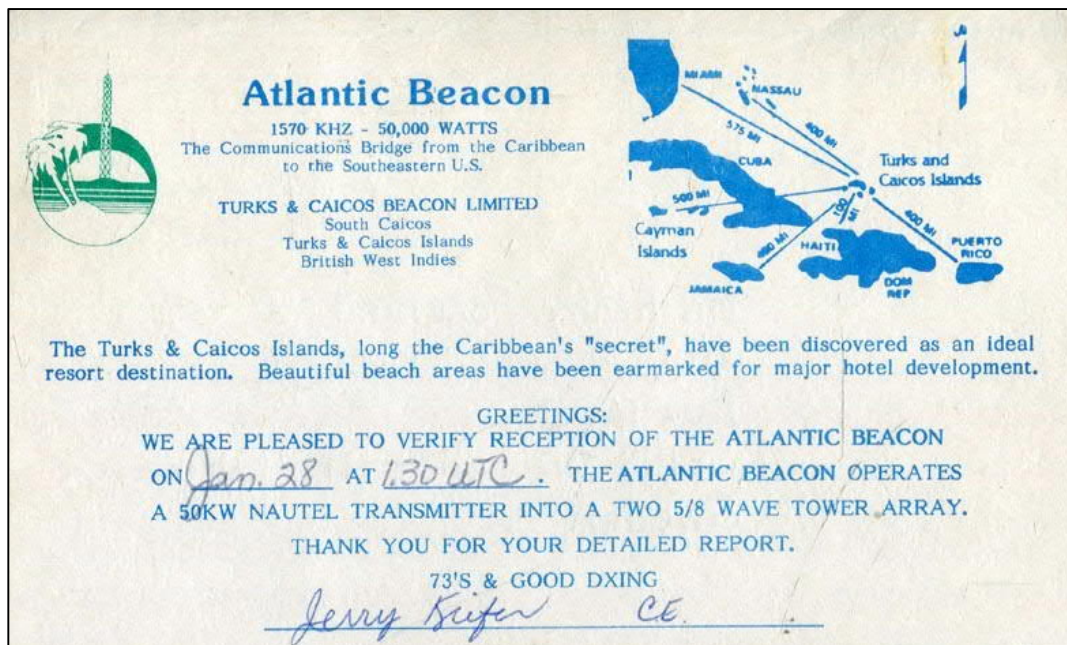 Atlantic Beacon
1570 KHZ - 50,000 WATTS
The Communications Bridge from the Caribbean
to the Southeastern U.S.
TURKS & CAICOS BEACON LIMITED
South Caicos
Turks & Caicos Islands
British West Indies
MIAMI
NASSAU
575 MI
400 MI
CUBA
Turks and
Caicos Islands
500 MI
MI
Cayman
Islands
MI
400 MI
HAITI
PUERTO
RICO
JAMAICA
DOM
REP
The Turks & Caicos Islands, long the Caribbean's "secret", have been discovered as an ideal
resort destination. Beautiful beach areas have been earmarked for major hotel development.
GREETINGS:
WE ARE PLEASED TO VERIFY RECEPTION OF THE ATLANTIC BEACON
ON Jan. 28 AT 1:30 UTC . THE ATLANTIC BEACON OPERATES
A 50KW NAUTEL TRANSMITTER INTO A TWO 5/8 WAVE TOWER ARRAY.
THANK YOU FOR YOUR DETAILED REPORT.
73'S & GOOD DXING
Jerry CE.